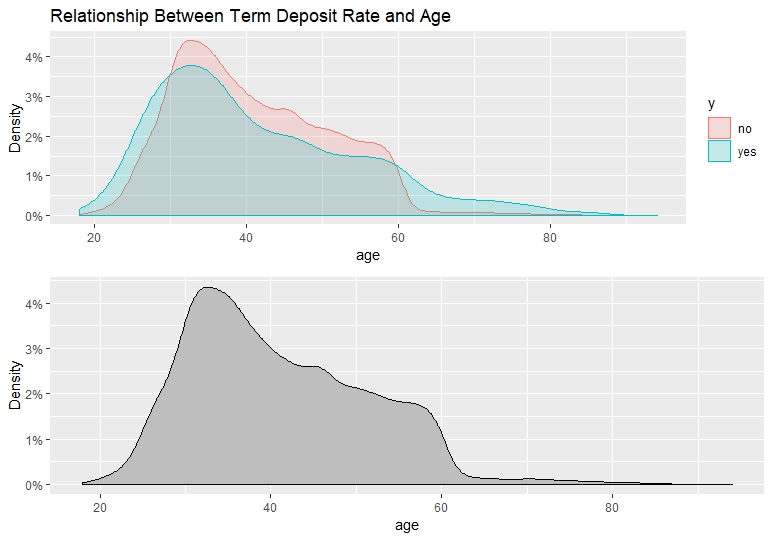 Relationship Between Term Deposit Rate and Age
4%
3%
2%
1%
0%
Density
20 40 60 80
age
y
no
yes
4%
3%
2%
1%
0%
Density
20 40 60 80
age